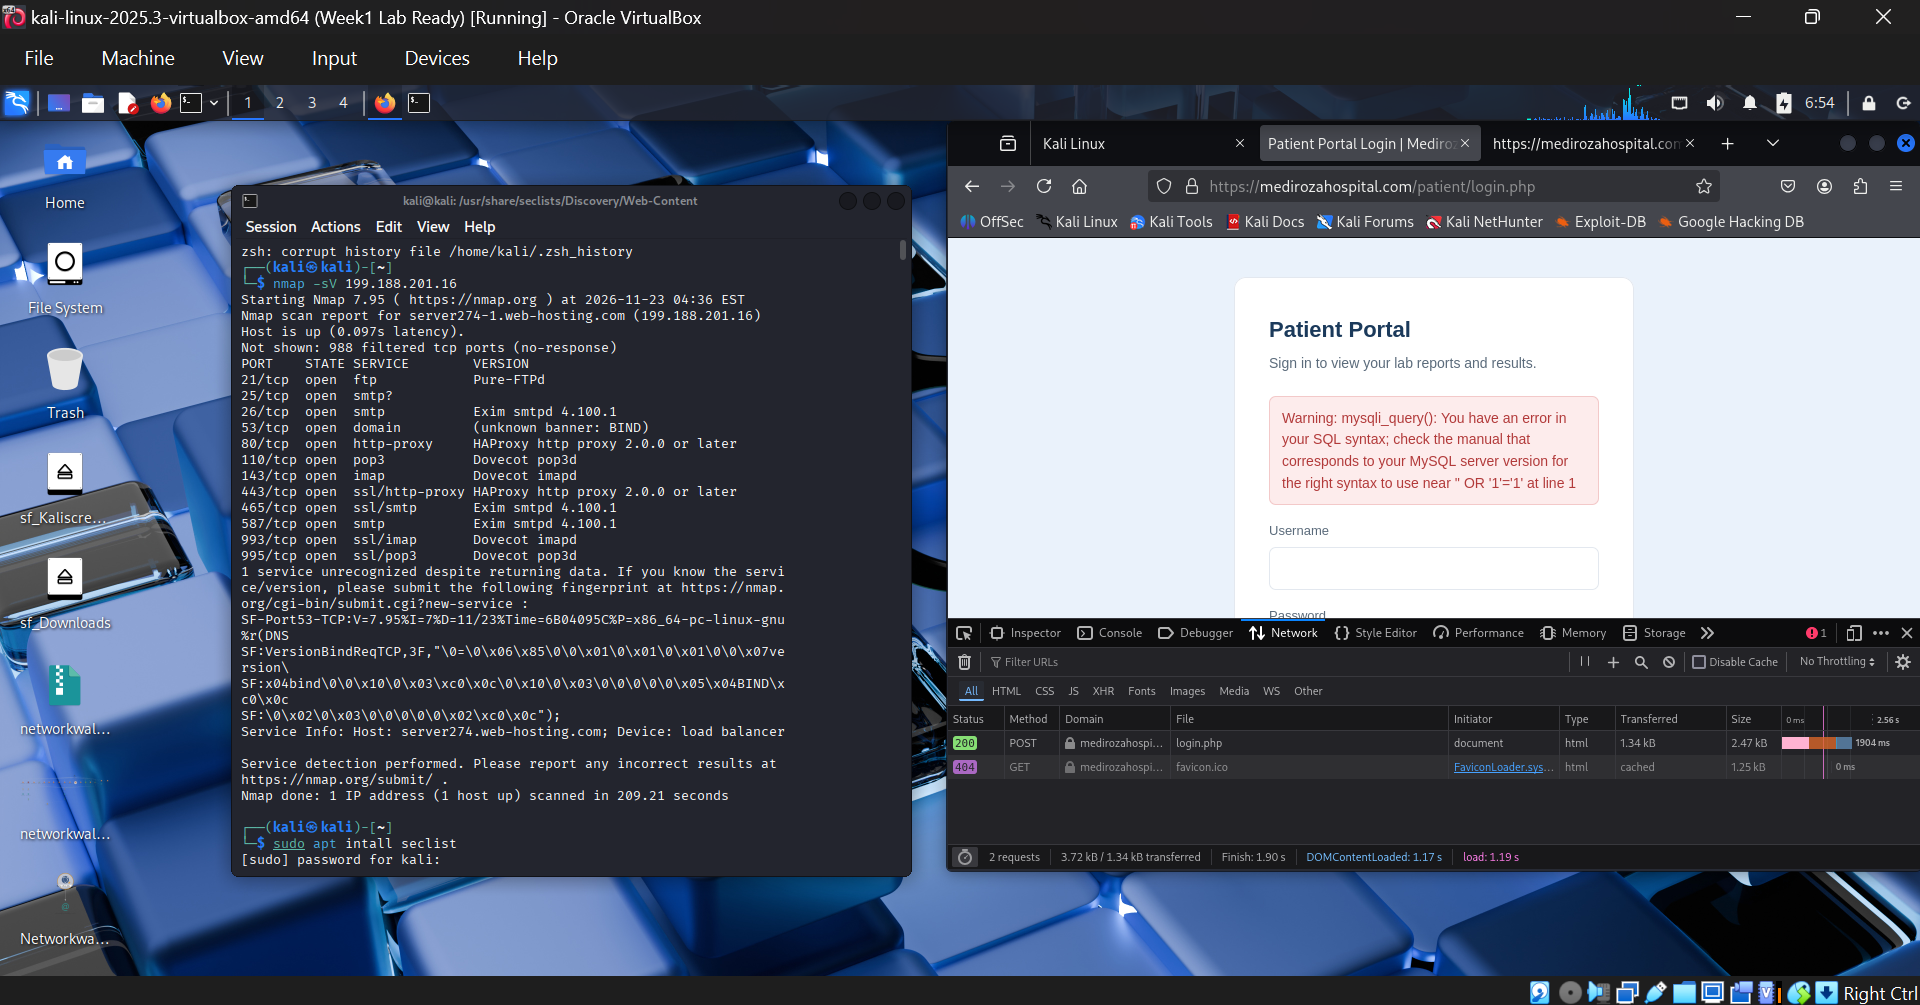 kali-linux-2025.3-virtualbox-amd64 (Week1 Lab Ready) [Running] - Oracle VirtualBox
File Machine View Input Devices Help
1 2 3 4 6:54
Home
File System
Trash
sf_Kaliscre...
sf_Downloads
networkwal...
networkwal...
Networkwa...
kali@kali: /usr/share/seclists/Discovery/Web-Content
Session Actions Edit View Help
zsh: corrupt history file /home/kali/.zsh_history
┌──(kali㉿kali)-[~]
└─$ nmap -sV 199.188.201.16
Starting Nmap 7.95 ( https://nmap.org ) at 2026-11-23 04:36 EST
Nmap scan report for server274-1.web-hosting.com (199.188.201.16)
Host is up (0.097s latency).
Not shown: 988 filtered tcp ports (no-response)
PORT STATE SERVICE VERSION
21/tcp open ftp Pure-FTPd
25/tcp open smtp?
26/tcp open smtp Exim smtpd 4.100.1
53/tcp open domain (unknown banner: BIND)
80/tcp open http-proxy HAProxy http proxy 2.0.0 or later
110/tcp open pop3 Dovecot pop3d
143/tcp open imap Dovecot imapd
443/tcp open ssl/http-proxy HAProxy http proxy 2.0.0 or later
465/tcp open ssl/smtp Exim smtpd 4.100.1
587/tcp open smtp Exim smtpd 4.100.1
993/tcp open ssl/imap Dovecot imapd
995/tcp open ssl/pop3 Dovecot pop3d
1 service unrecognized despite returning data. If you know the servi
ce/version, please submit the following fingerprint at https://nmap.
org/cgi-bin/submit.cgi?new-service :
SF-Port53-TCP:V=7.95%I=7%D=11/23%Time=6B04095C%P=x86_64-pc-linux-gnu
%r(DNS
SF:VersionBindReqTCP,3F,"\0=\0\x06\x85\0\0\x01\0\x01\0\x01\0\0\x07ve
rsion\
SF:x04bind\0\0\x10\0\x03\xc0\x0c\0\x10\0\x03\0\0\0\0\0\x05\x04BIND\x
c0\x0c
SF:\0\x02\0\x03\0\0\0\0\0\x02\xc0\x0c");
Service Info: Host: server274.web-hosting.com; Device: load balancer
Service detection performed. Please report any incorrect results at
https://nmap.org/submit/ .
Nmap done: 1 IP address (1 host up) scanned in 209.21 seconds
┌──(kali㉿kali)-[~]
└─$ sudo apt intall seclist
[sudo] password for kali:
Kali Linux Patient Portal Login | Mediroz https://medirozahospital.con
https://medirozahospital.com/patient/login.php
OffSec Kali Linux Kali Tools Kali Docs Kali Forums Kali NetHunter Exploit-DB Google Hacking DB
Patient Portal
Sign in to view your lab reports and results.
Warning: mysqli_query(): You have an error in
your SQL syntax; check the manual that
corresponds to your MySQL server version for
the right syntax to use near '' OR '1'='1' at line 1
Username
Password
Inspector Console Debugger Network Style Editor Performance Memory Storage 1
Filter URLs Disable Cache No Throttling
All HTML CSS JS XHR Fonts Images Media WS Other
Status Method Domain File Initiator Type Transferred Size 0 ms 2.56 s
200 POST medirozahospi... login.php document html 1.34 kB 2.47 kB 1904 ms
404 GET medirozahospi... favicon.ico FaviconLoader.sys... html cached 1.25 kB 0 ms
2 requests 3.72 kB / 1.34 kB transferred Finish: 1.90 s DOMContentLoaded: 1.17 s load: 1.19 s
Right Ctrl